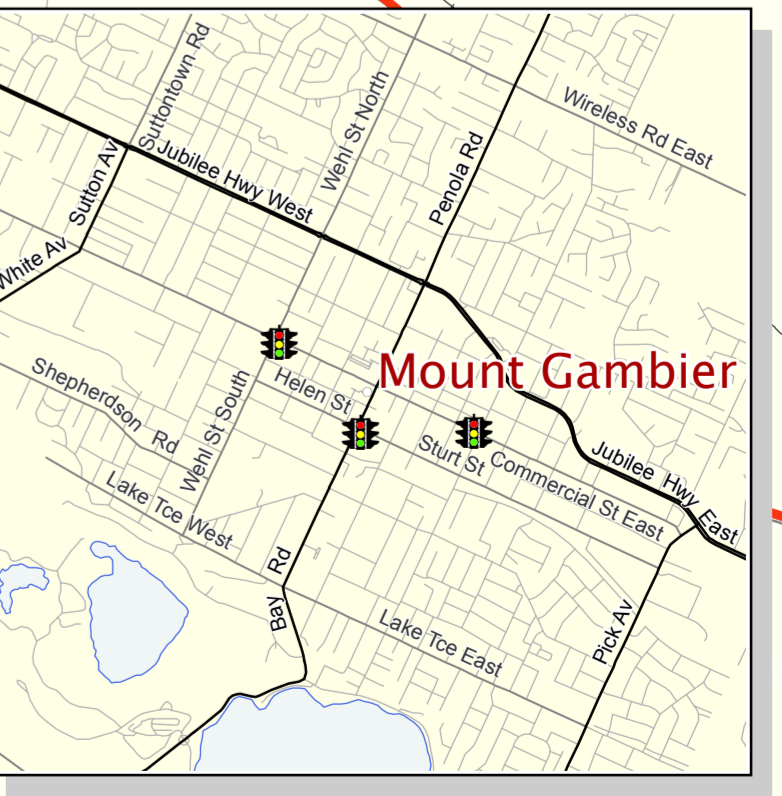 Suttontown Rd
Wehl St North
Wireless Rd East
Penola Rd
Jubilee Hwy West
Sutton Av
White Av
Mount Gambier
Helen St
Shepherdson Rd
Wehl St South
Sturt St
Commercial St East
Jubilee Hwy East
Lake Tce West
Bay Rd
Lake Tce East
Pick Av